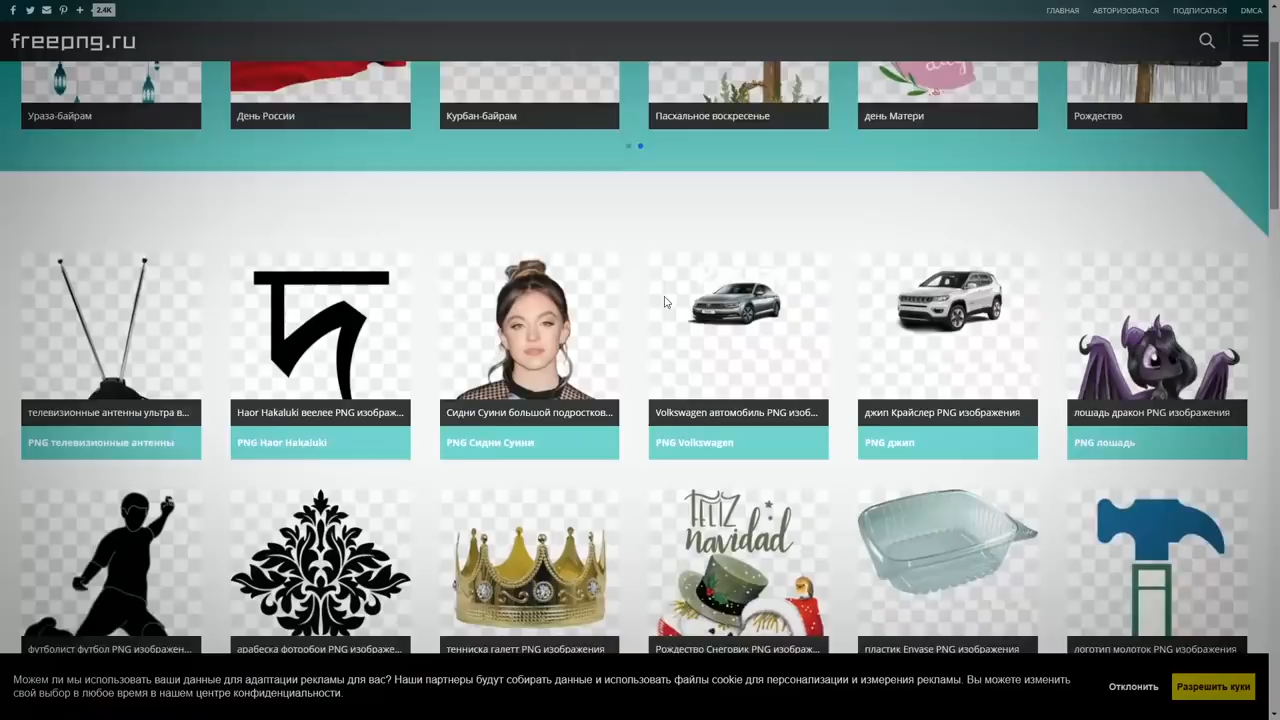 2.4K
ГЛАВНАЯ АВТОРИЗОВАТЬСЯ ПОДПИСАТЬСЯ DMCA
freepng.ru
day
Ураза-байрам
День России
Курбан-байрам
Пасхальное воскресенье
день Матери
Рождество
телевизионные антенны ультра в...
Haor Hakaluki веелее PNG изображ...
Сидни Суини большой подростков...
Volkswagen автомобиль PNG изоб...
джип Крайслер PNG изображения
лошадь дракон PNG изображения
PNG телевизионные антенны
PNG Haor Hakaluki
PNG Сидни Суини
PNG Volkswagen
PNG джип
PNG лошадь
FELIZ
navidad
футболист футбол PNG изображен...
арабеска фотообои PNG изображе...
тенниска галетт PNG изображения
Рождество Снеговик PNG изображ...
пластик Envase PNG изображения
логотип молоток PNG изображен...
Можем ли мы использовать ваши данные для адаптации рекламы для вас? Наши партнеры будут собирать данные и использовать файлы cookie для персонализации и измерения рекламы. Вы можете изменить
свой выбор в любое время в нашем центре конфиденциальности.
Отклонить
Разрешить куки